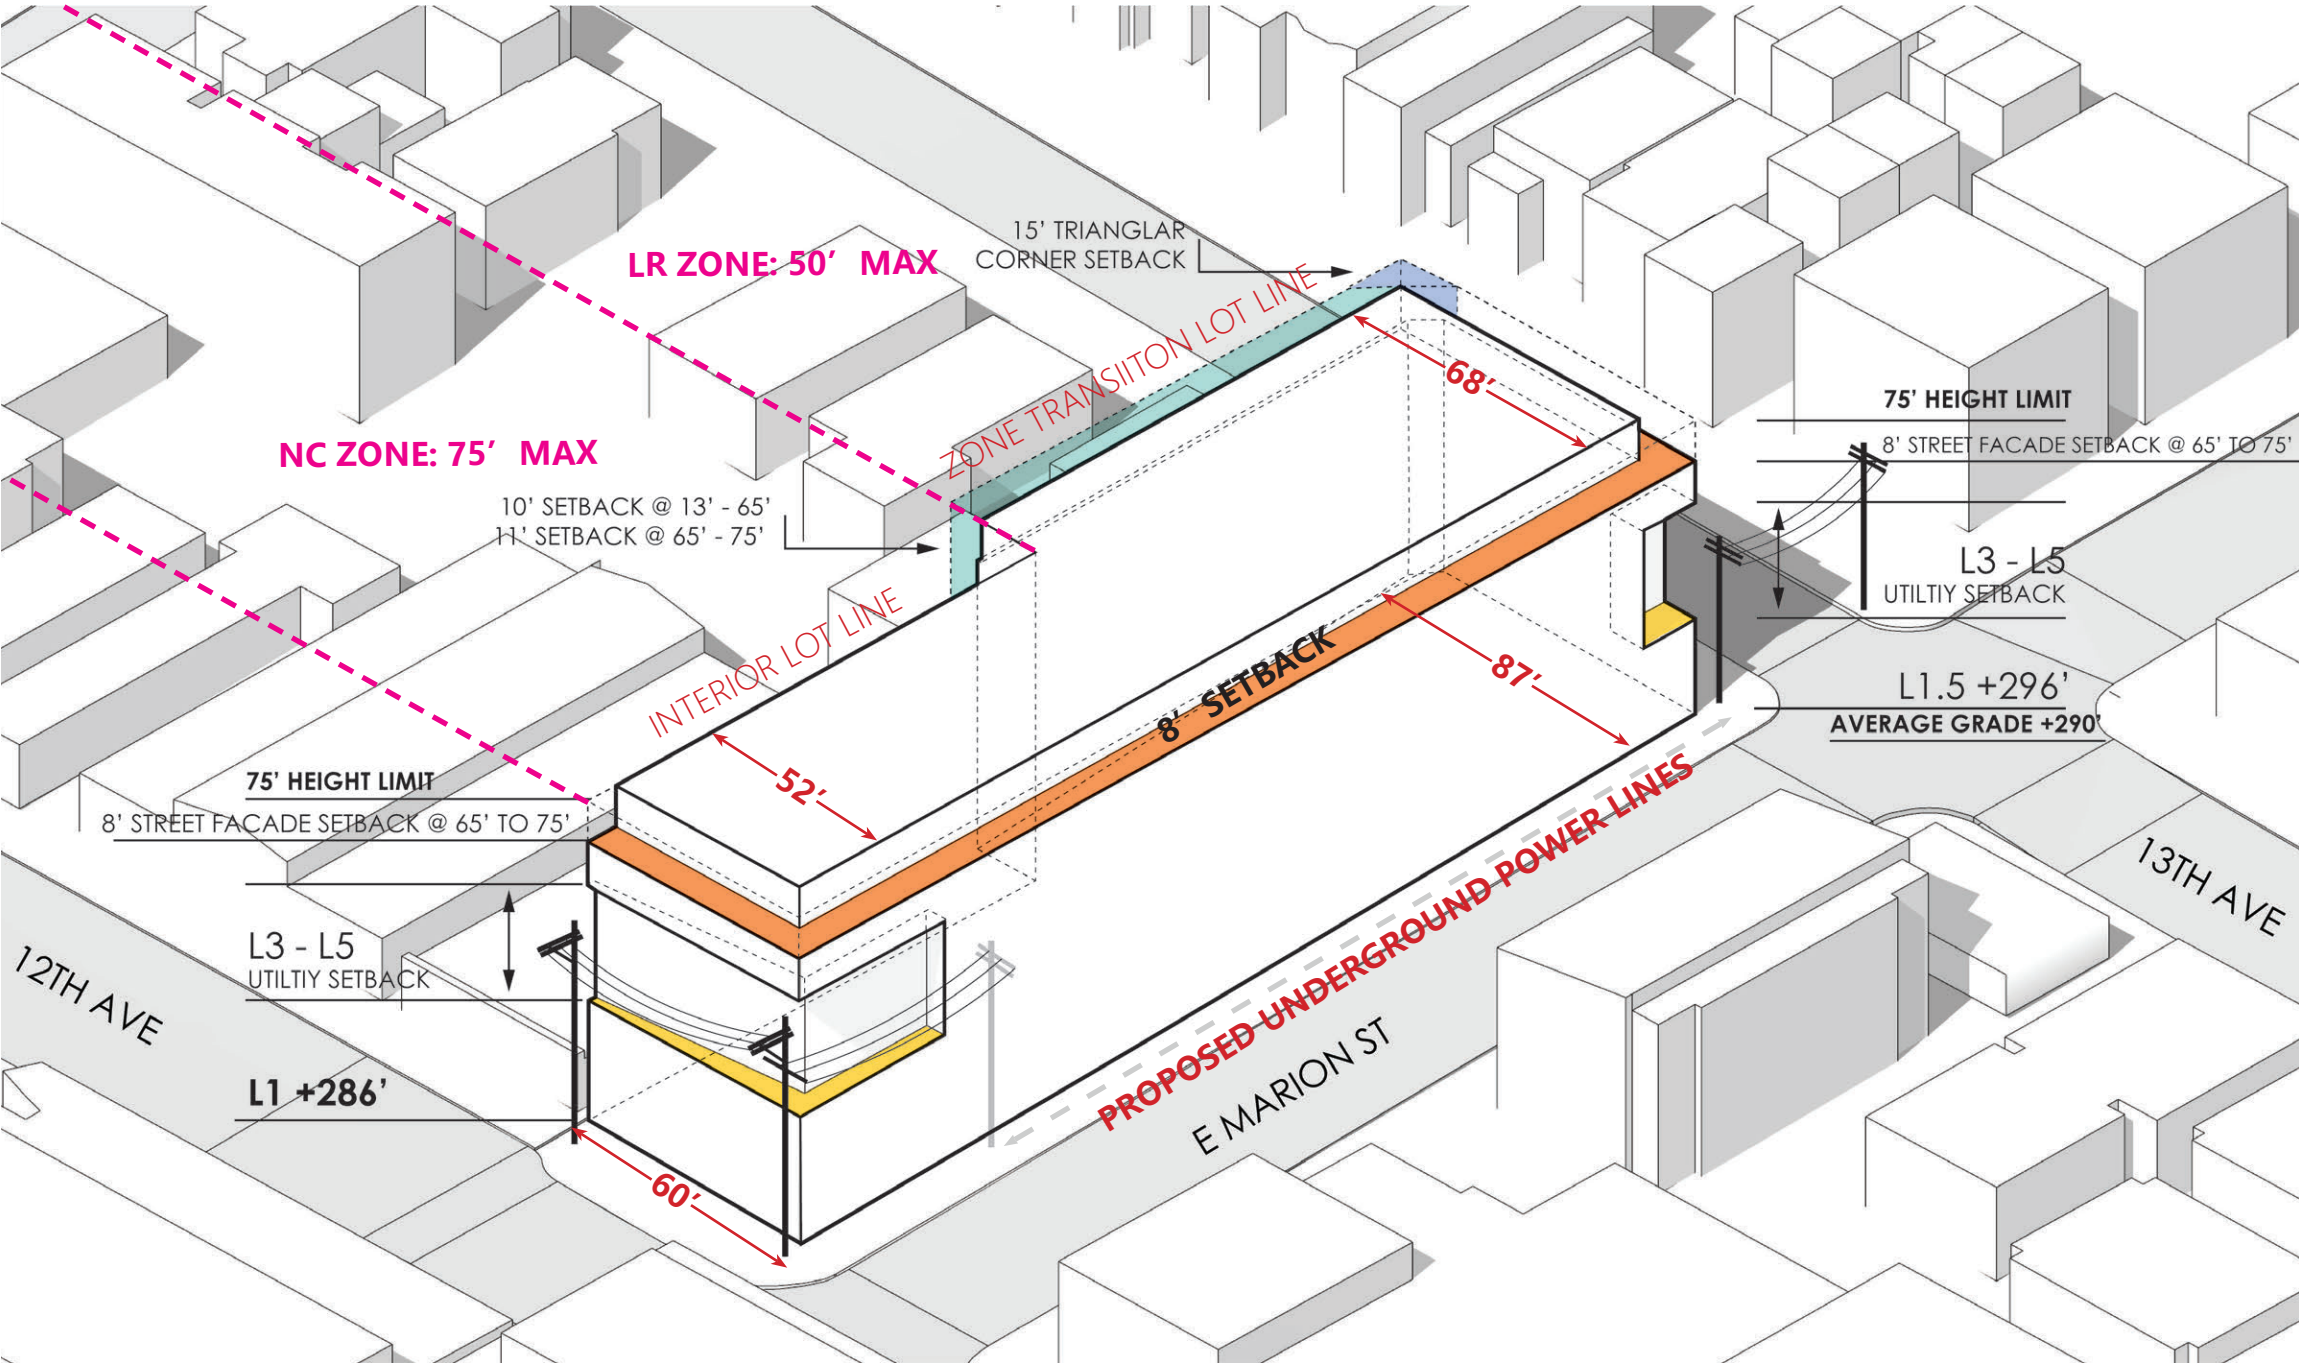 15’ TRIANGLAR
CORNER SETBACK
LR ZONE: 50’ MAX
ZONE TRANSIITON LOT LINE
68’
75’ HEIGHT LIMIT
8’ STREET FACADE SETBACK @ 65’ TO 75’
NC ZONE: 75’ MAX
10’ SETBACK @ 13’ - 65’
11’ SETBACK @ 65’ - 75’
L3 - L5
UTILTIY SETBACK
INTERIOR LOT LINE
8’ SETBACK
87’
L1.5 +296’
AVERAGE GRADE +290’
52’
75’ HEIGHT LIMIT
8’ STREET FACADE SETBACK @ 65’ TO 75’
PROPOSED UNDERGROUND POWER LINES
13TH AVE
L3 - L5
UTILTIY SETBACK
12TH AVE
E MARION ST
L1 +286’
60’